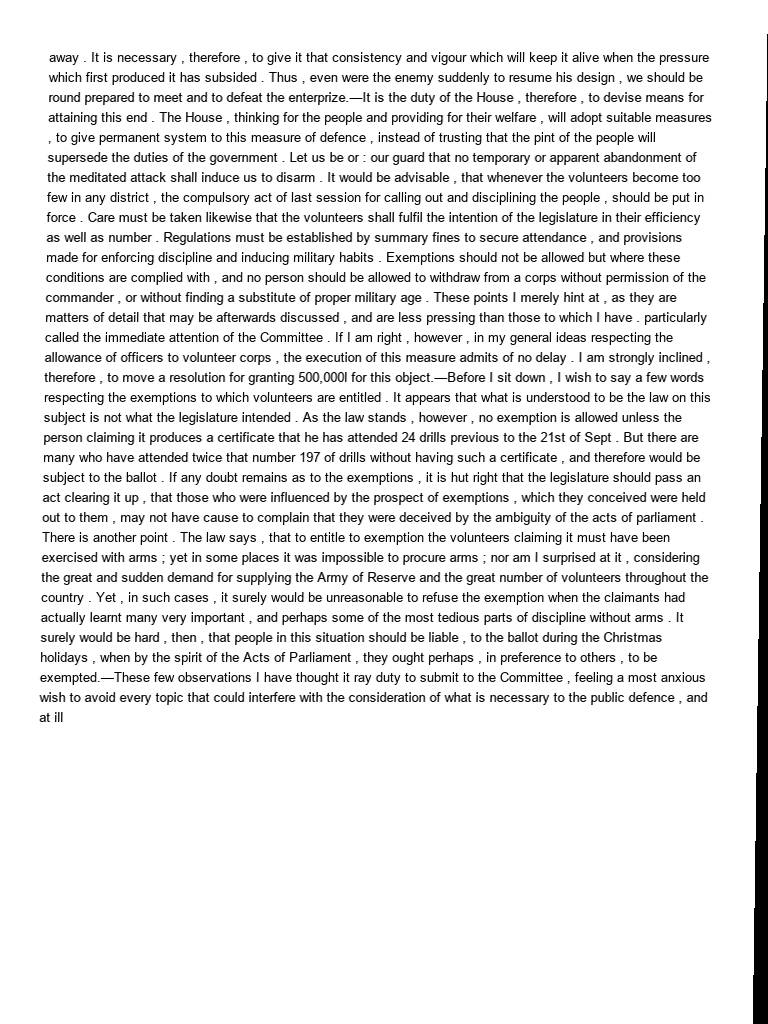 away . It is necessary , therefore , to give it that consistency and vigour which will keep it alive when the pressure
which first produced it has subsided . Thus , even were the enemy suddenly to resume his design , we should be
round prepared to meet and to defeat the enterprize.—It is the duty of the House , therefore , to devise means for
attaining this end . The House , thinking for the people and providing for their welfare , will adopt suitable measures
, to give permanent system to this measure of defence , instead of trusting that the pint of the people will
supersede the duties of the government . Let us be or : our guard that no temporary or apparent abandonment of
the meditated attack shall induce us to disarm . It would be advisable , that whenever the volunteers become too
few in any district , the compulsory act of last session for calling out and disciplining the people , should be put in
force . Care must be taken likewise that the volunteers shall fulfil the intention of the legislature in their efficiency
as well as number . Regulations must be established by summary fines to secure attendance , and provisions
made for enforcing discipline and inducing military habits . Exemptions should not be allowed but where these
conditions are complied with , and no person should be allowed to withdraw from a corps without permission of the
commander , or without finding a substitute of proper military age . These points I merely hint at , as they are
matters of detail that may be afterwards discussed , and are less pressing than those to which I have . particularly
called the immediate attention of the Committee . If I am right , however , in my general ideas respecting the
allowance of officers to volunteer corps , the execution of this measure admits of no delay . I am strongly inclined ,
therefore , to move a resolution for granting 500,000l for this object.—Before I sit down , I wish to say a few words
respecting the exemptions to which volunteers are entitled . It appears that what is understood to be the law on this
subject is not what the legislature intended . As the law stands , however , no exemption is allowed unless the
person claiming it produces a certificate that he has attended 24 drills previous to the 21st of Sept . But there are
many who have attended twice that number 197 of drills without having such a certificate , and therefore would be
subject to the ballot . If any doubt remains as to the exemptions , it is hut right that the legislature should pass an
act clearing it up , that those who were influenced by the prospect of exemptions , which they conceived were held
out to them , may not have cause to complain that they were deceived by the ambiguity of the acts of parliament .
There is another point . The law says , that to entitle to exemption the volunteers claiming it must have been
exercised with arms ; yet in some places it was impossible to procure arms ; nor am I surprised at it , considering
the great and sudden demand for supplying the Army of Reserve and the great number of volunteers throughout the
country . Yet , in such cases , it surely would be unreasonable to refuse the exemption when the claimants had
actually learnt many very important , and perhaps some of the most tedious parts of discipline without arms . It
surely would be hard , then , that people in this situation should be liable , to the ballot during the Christmas
holidays , when by the spirit of the Acts of Parliament , they ought perhaps , in preference to others , to be
exempted.—These few observations I have thought it ray duty to submit to the Committee , feeling a most anxious
wish to avoid every topic that could interfere with the consideration of what is necessary to the public defence , and
at ill